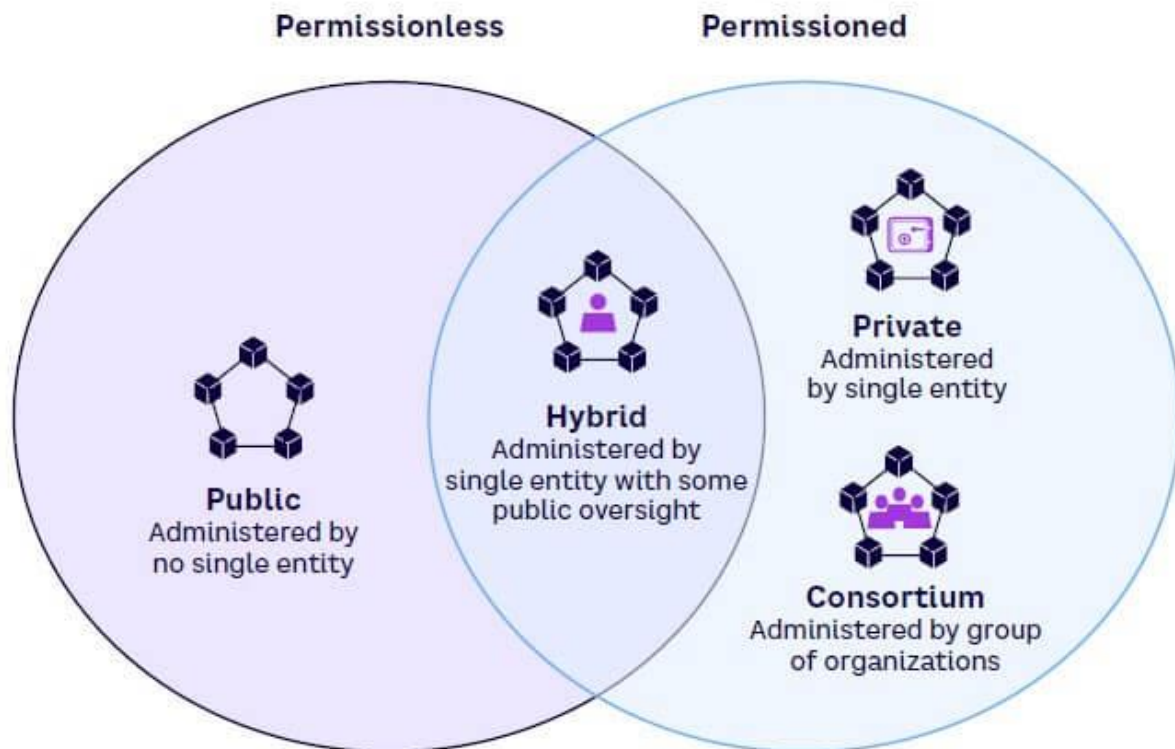 Permissionless
Permissioned
Public
Administered by
no single entity
Hybrid
Administered by
single entity with some
public oversight
Private
Administered
by single entity
Consortium
Administered by group
of organizations